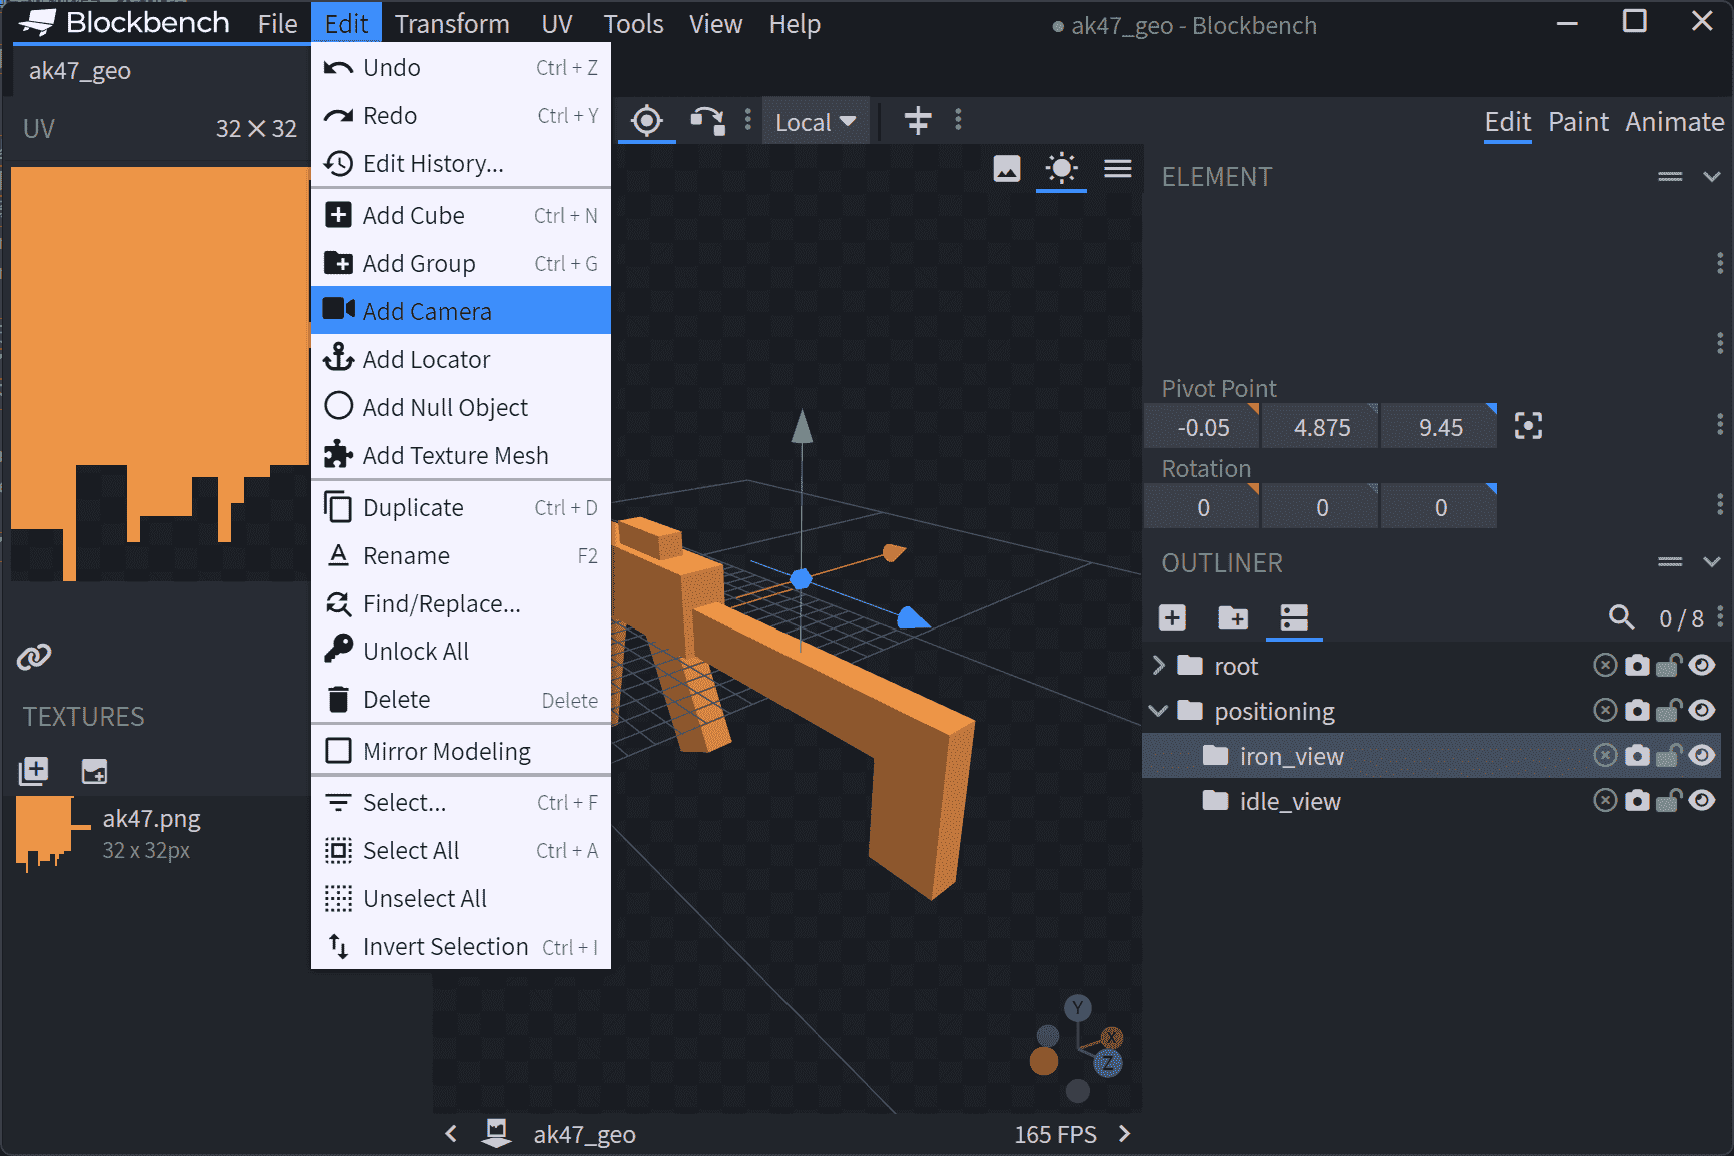 Blockbench File Edit Transform UV Tools View Help
ak47_geo - Blockbench
ak47_geo
UV 32 × 32
Undo Ctrl + Z
Redo Ctrl + Y
Edit History...
Add Cube Ctrl + N
Add Group Ctrl + G
Add Camera
Add Locator
Add Null Object
Add Texture Mesh
Duplicate Ctrl + D
Rename F2
Find/Replace...
Unlock All
Delete Delete
Mirror Modeling
Select... Ctrl + F
Select All Ctrl + A
Unselect All
Invert Selection Ctrl + I
Local
Edit Paint Animate
ELEMENT
Pivot Point
-0.05 4.875 9.45
Rotation
0 0 0
OUTLINER
0 / 8
root
positioning
iron_view
idle_view
TEXTURES
ak47.png
32 x 32px
Y
X
Z
ak47_geo 165 FPS